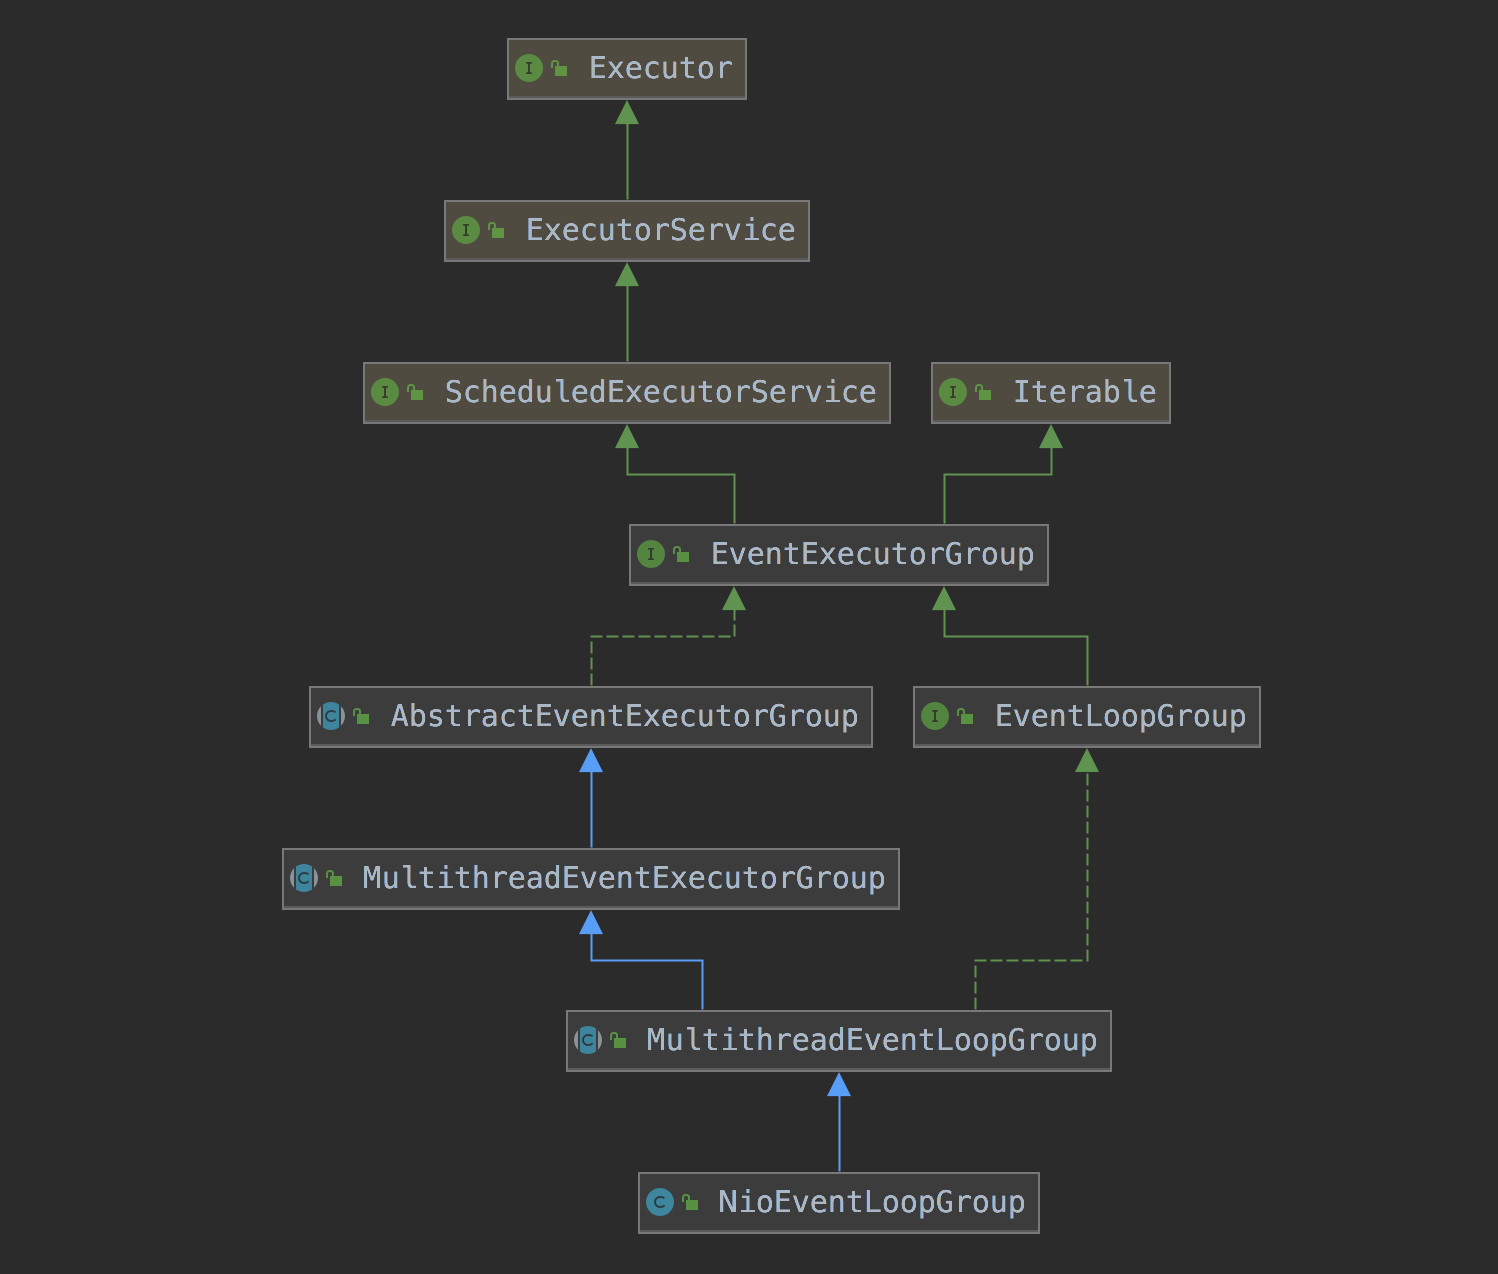 Executor
ExecutorService
ScheduledExecutorService
Iterable
EventExecutorGroup
AbstractEventExecutorGroup
EventLoopGroup
MultithreadEventExecutorGroup
MultithreadEventLoopGroup
NioEventLoopGroup